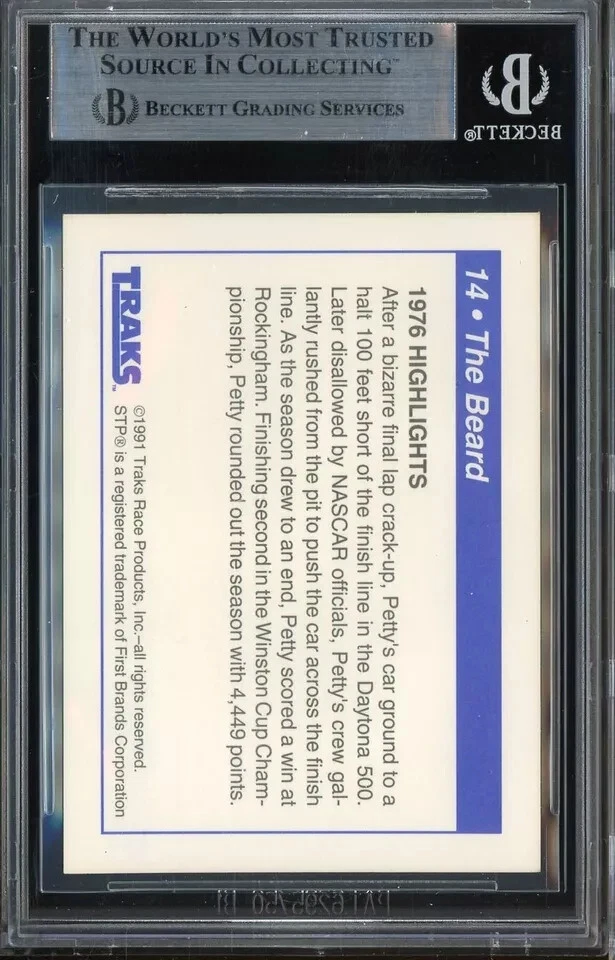 THE WORLD'S MOST TRUSTED
SOURCE IN COLLECTING™
B BECKETT GRADING SERVICES
B
BECKETT®
14 • The Beard
1976 HIGHLIGHTS
After a bizarre final lap crack-up, Petty's car ground to a
halt 100 feet short of the finish line in the Daytona 500.
Later disallowed by NASCAR officials, Petty's crew gal-
lantly rushed from the pit to push the car across the finish
line. As the season drew to an end, Petty scored a win at
Rockingham. Finishing second in the Winston Cup Cham-
pionship, Petty rounded out the season with 4,449 points.
TRAKS™
©1991 Traks Race Products, Inc.–all rights reserved.
STP® is a registered trademark of First Brands Corporation